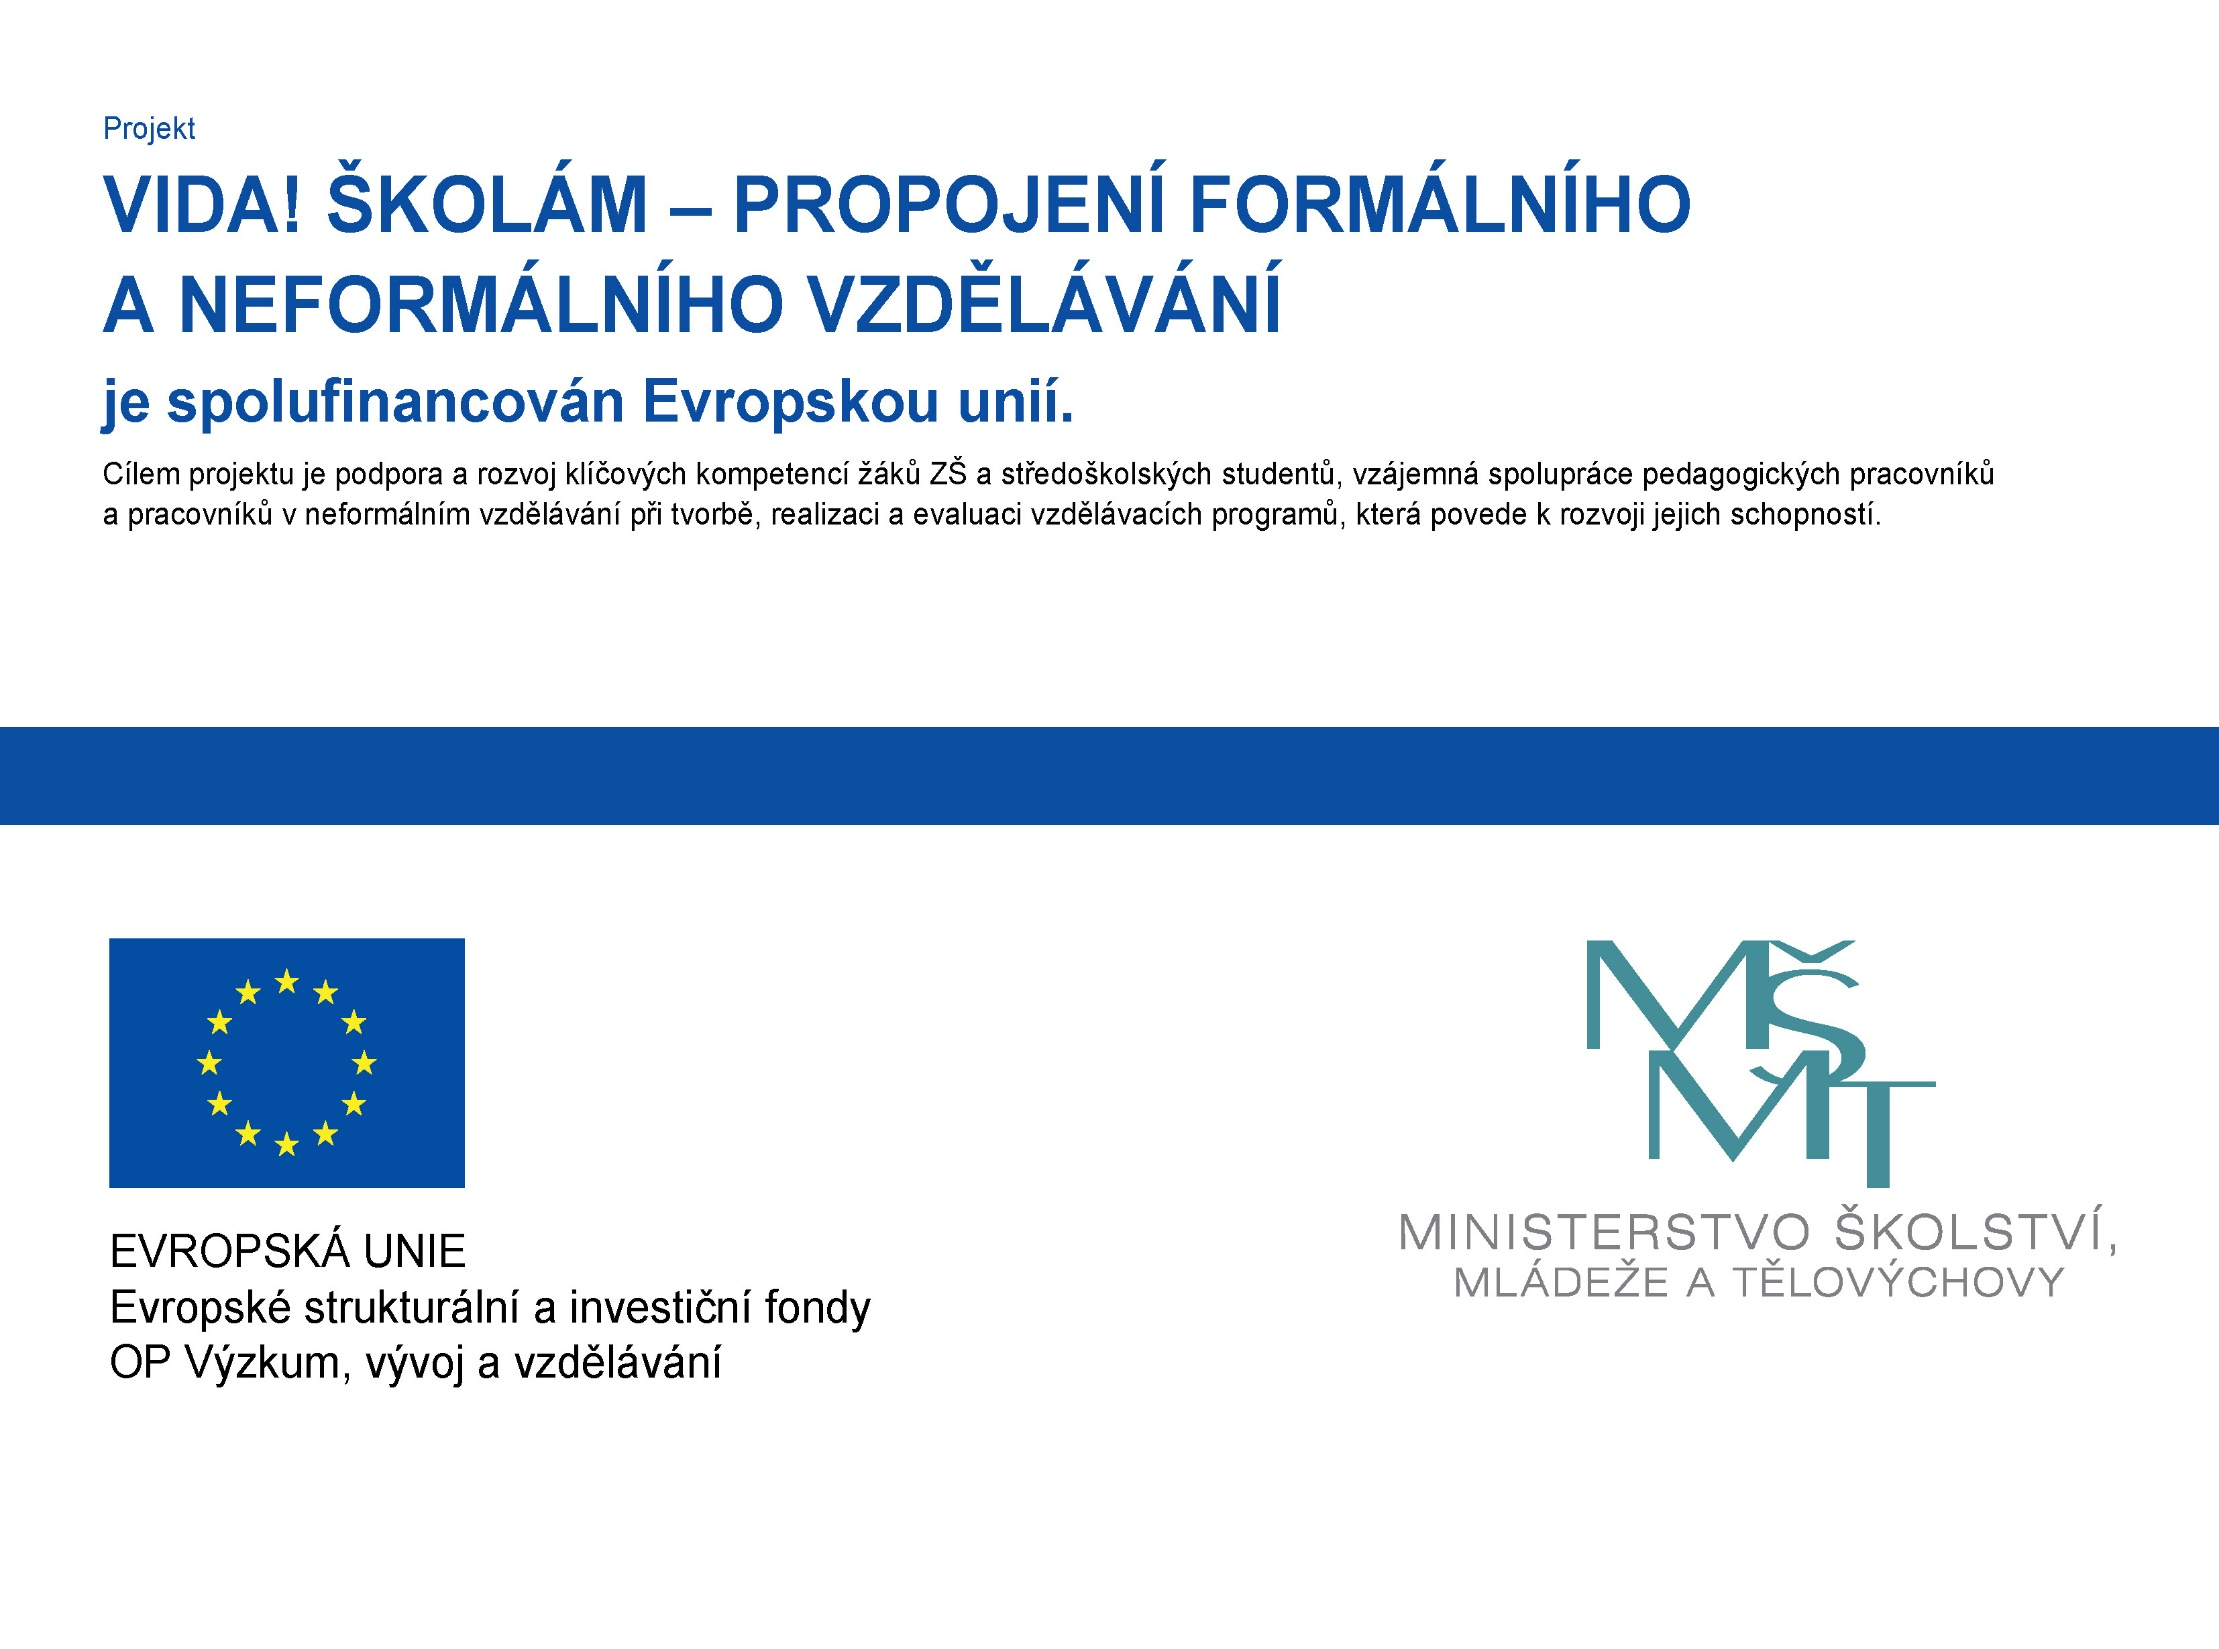 Projekt
VIDA! ŠKOLÁM – PROPOJENÍ FORMÁLNÍHO
A NEFORMÁLNÍHO VZDĚLÁVÁNÍ
je spolufinancován Evropskou unií.
Cílem projektu je podpora a rozvoj klíčových kompetencí žáků ZŠ a středoškolských studentů, vzájemná spolupráce pedagogických pracovníků
a pracovníků v neformálním vzdělávání při tvorbě, realizaci a evaluaci vzdělávacích programů, která povede k rozvoji jejich schopností.
EVROPSKÁ UNIE
Evropské strukturální a investiční fondy
OP Výzkum, vývoj a vzdělávání
MŠMT
MINISTERSTVO ŠKOLSTVÍ,
MLÁDEŽE A TĚLOVÝCHOVY